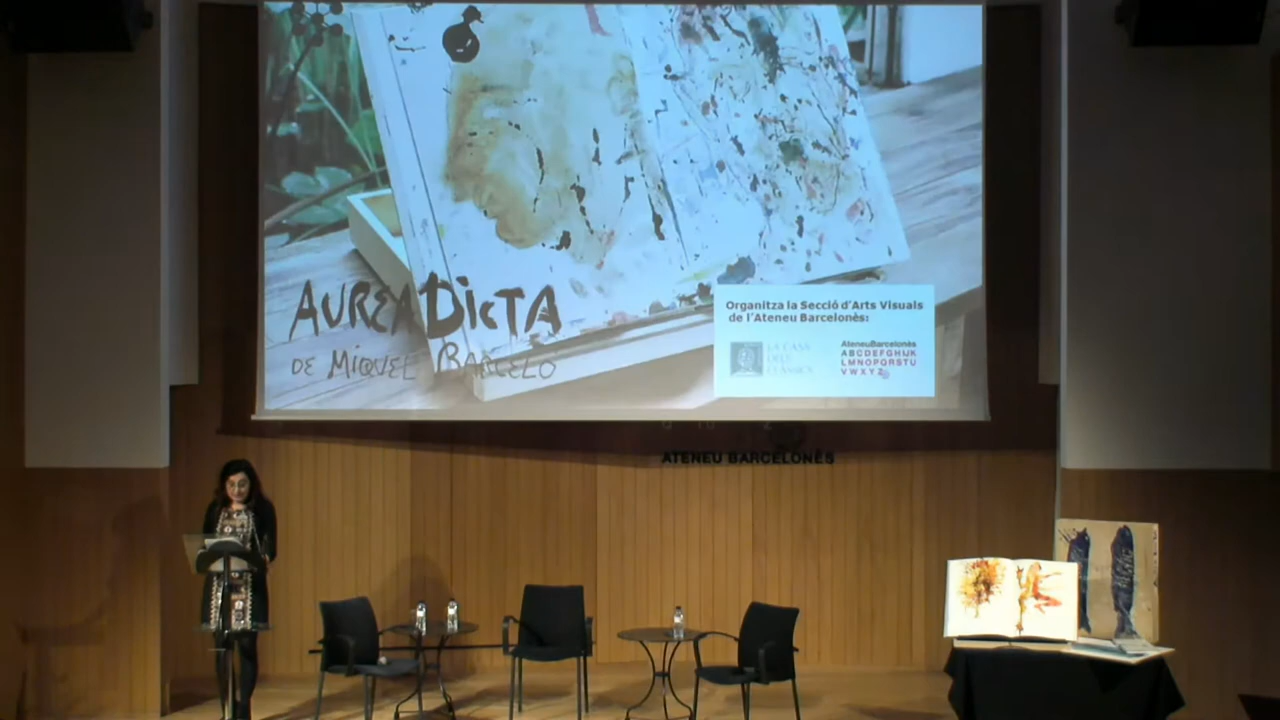 AUREA DICTA
DE MIQUEL BARCELO
Organitza la Secció d'Arts Visuals
de l'Ateneu Barcelonès:
LA CASA
DELS
CLÀSSICS
AteneuBarcelonès
ABCDEFGHIJK
LMNOPQRSTU
VWXYZ
ATENEU BARCELONÈS